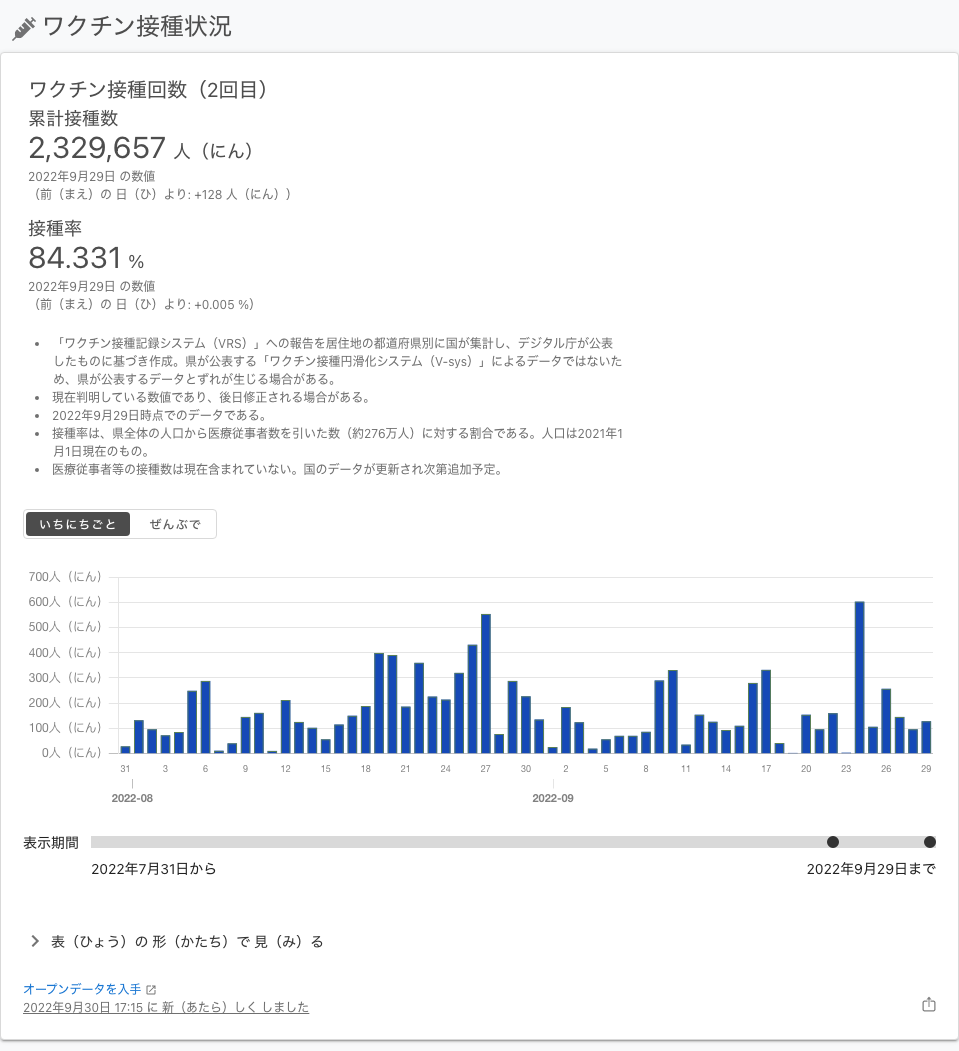 ワクチン接種状況
ワクチン接種回数（2回目）
累計接種数
2,329,657 人（にん）
2022年9月29日 の数値
（前（まえ）の 日（ひ）より: +128 人（にん））
接種率
84.331 %
2022年9月29日 の数値
（前（まえ）の 日（ひ）より: +0.005 %）
• 「ワクチン接種記録システム（VRS）」への報告を居住地の都道府県別に国が集計し、デジタル庁が公表
したものに基づき作成。県が公表する「ワクチン接種円滑化システム（V-sys）」によるデータではないた
め、県が公表するデータとずれが生じる場合がある。
• 現在判明している数値であり、後日修正される場合がある。
• 2022年9月29日時点でのデータである。
• 接種率は、県全体の人口から医療従事者数を引いた数（約276万人）に対する割合である。人口は2021年1
月1日現在のもの。
• 医療従事者等の接種数は現在含まれていない。国のデータが更新され次第追加予定。
いちにちごと ぜんぶで
700人（にん）
600人（にん）
500人（にん）
400人（にん）
300人（にん）
200人（にん）
100人（にん）
0人（にん）
31 3 6 9 12 15 18 21 24 27 30 2 5 8 11 14 17 20 23 26 29
2022-08 2022-09
表示期間
2022年7月31日から 2022年9月29日まで
表（ひょう）の 形（かたち）で 見（み）る
オープンデータを入手
2022年9月30日 17:15 に 新（あたら）しく しました